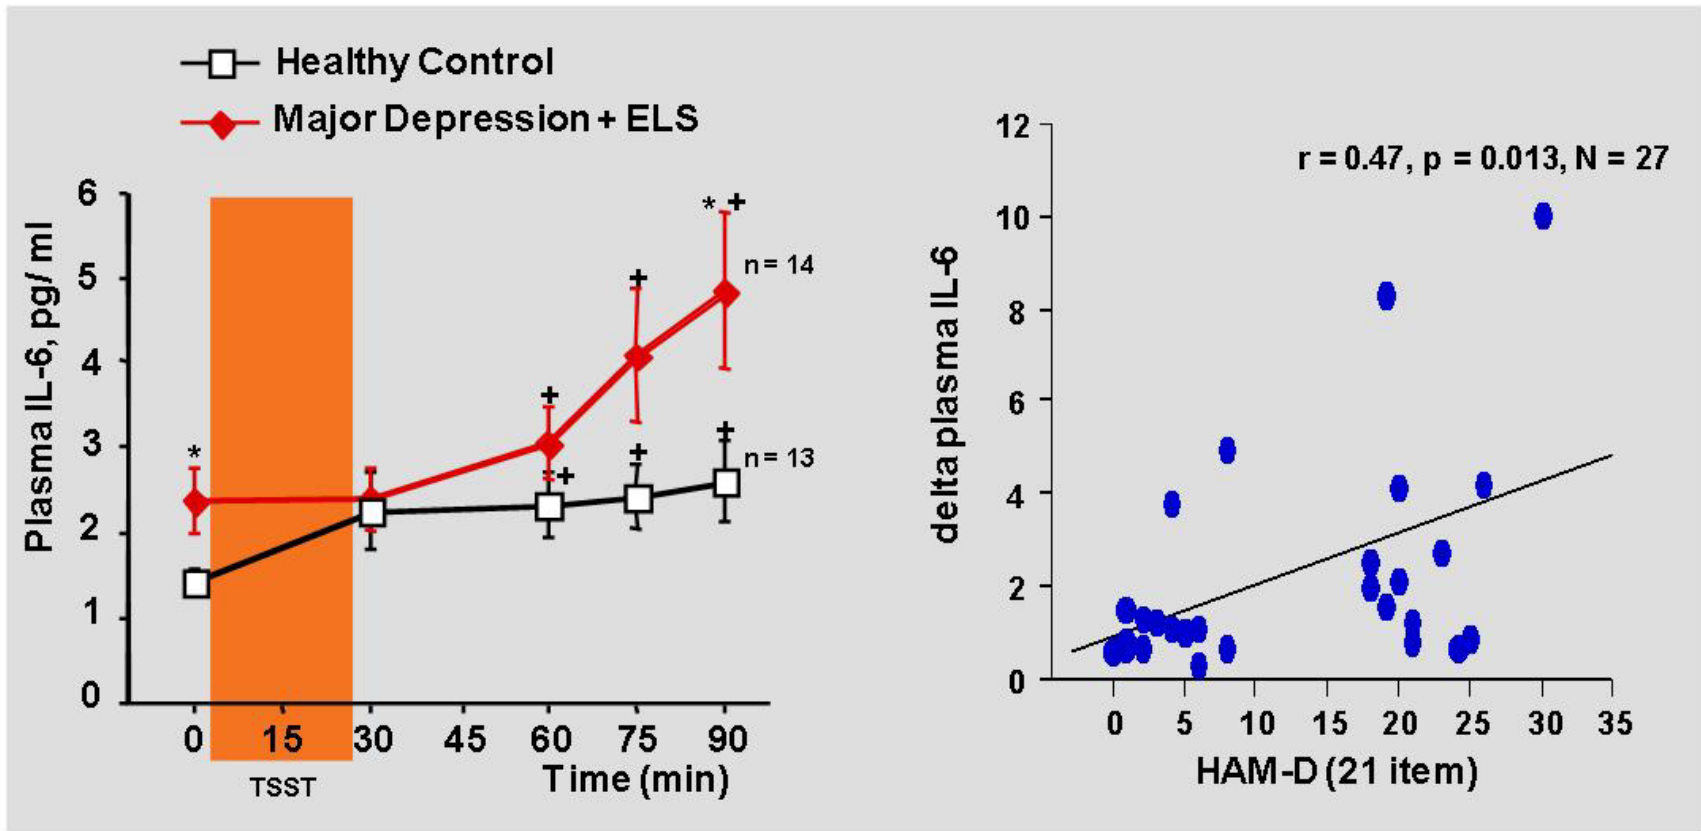 Healthy Control
Major Depression + ELS
Plasma IL-6, pg/ml
6
5
4
3
2
1
0
*
* +
+
+
+
+
+
n = 14
n = 13
0 15 30 45 60 75 90
TSST
Time (min)
r = 0.47, p = 0.013, N = 27
delta plasma IL-6
12
10
8
6
4
2
0
0 5 10 15 20 25 30 35
HAM-D (21 item)